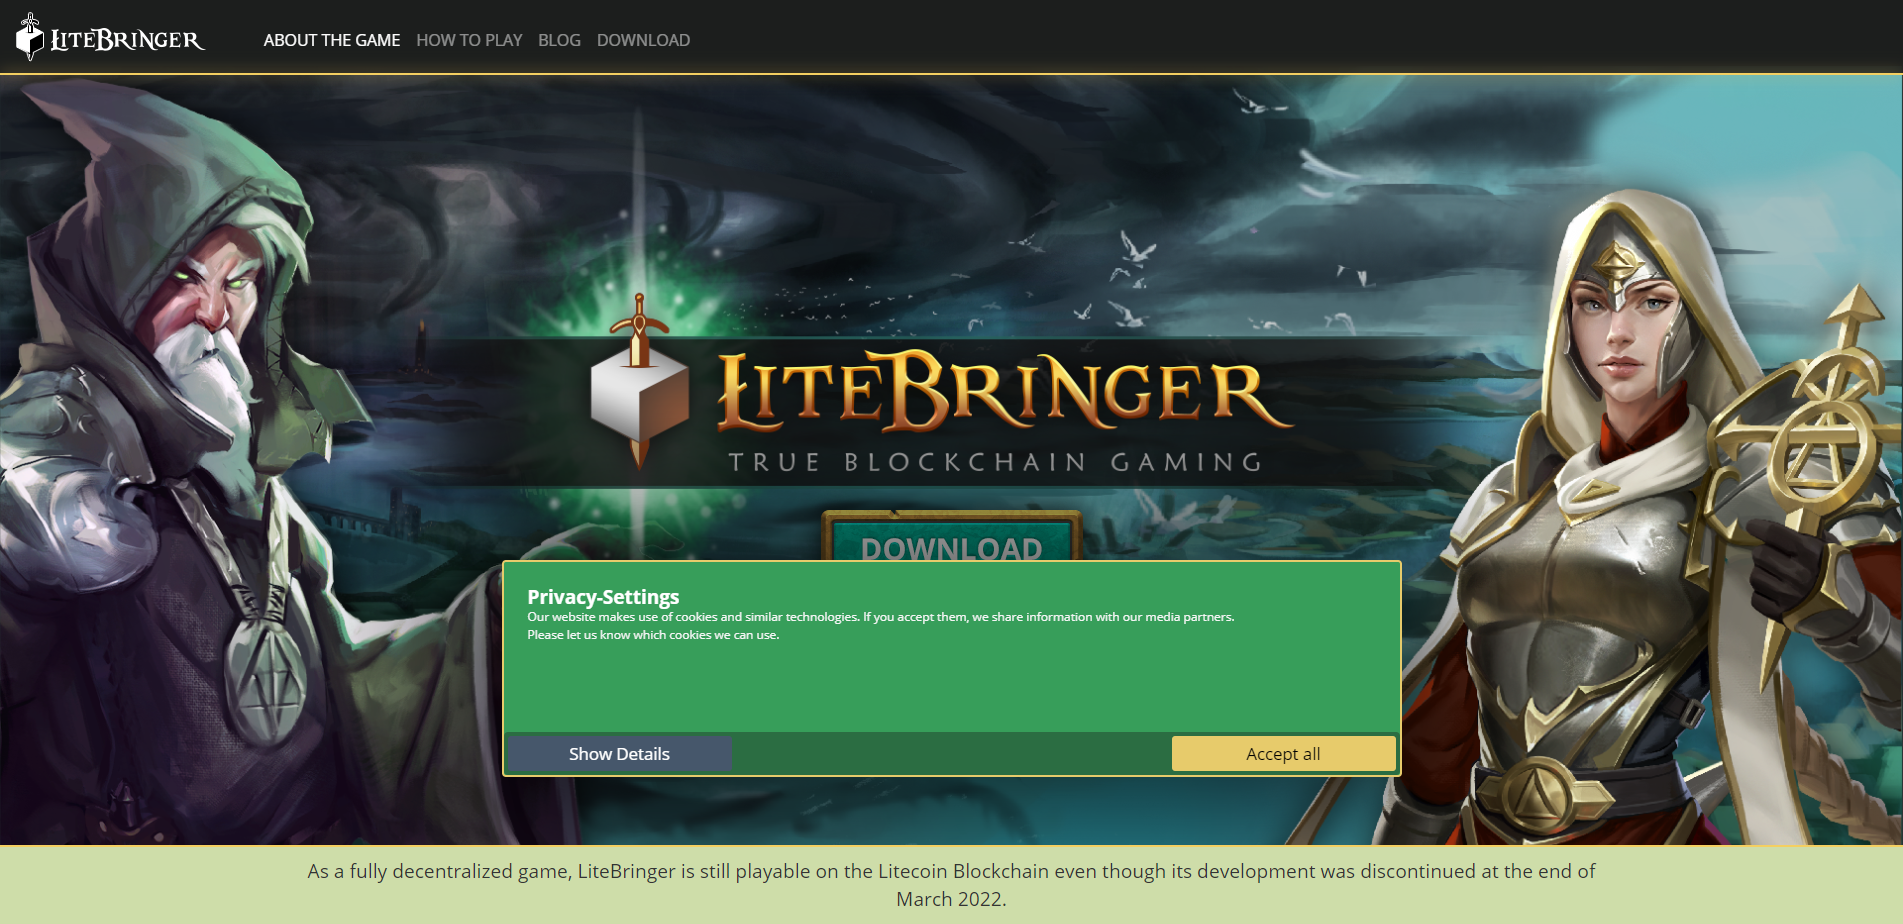 ŁITEBRINGER
ABOUT THE GAME HOW TO PLAY BLOG DOWNLOAD
ŁITEBRINGER
TRUE BLOCKCHAIN GAMING
DOWNLOAD
Privacy-Settings
Our website makes use of cookies and similar technologies. If you accept them, we share information with our media partners.
Please let us know which cookies we can use.
Show Details Accept all
As a fully decentralized game, LiteBringer is still playable on the Litecoin Blockchain even though its development was discontinued at the end of
March 2022.